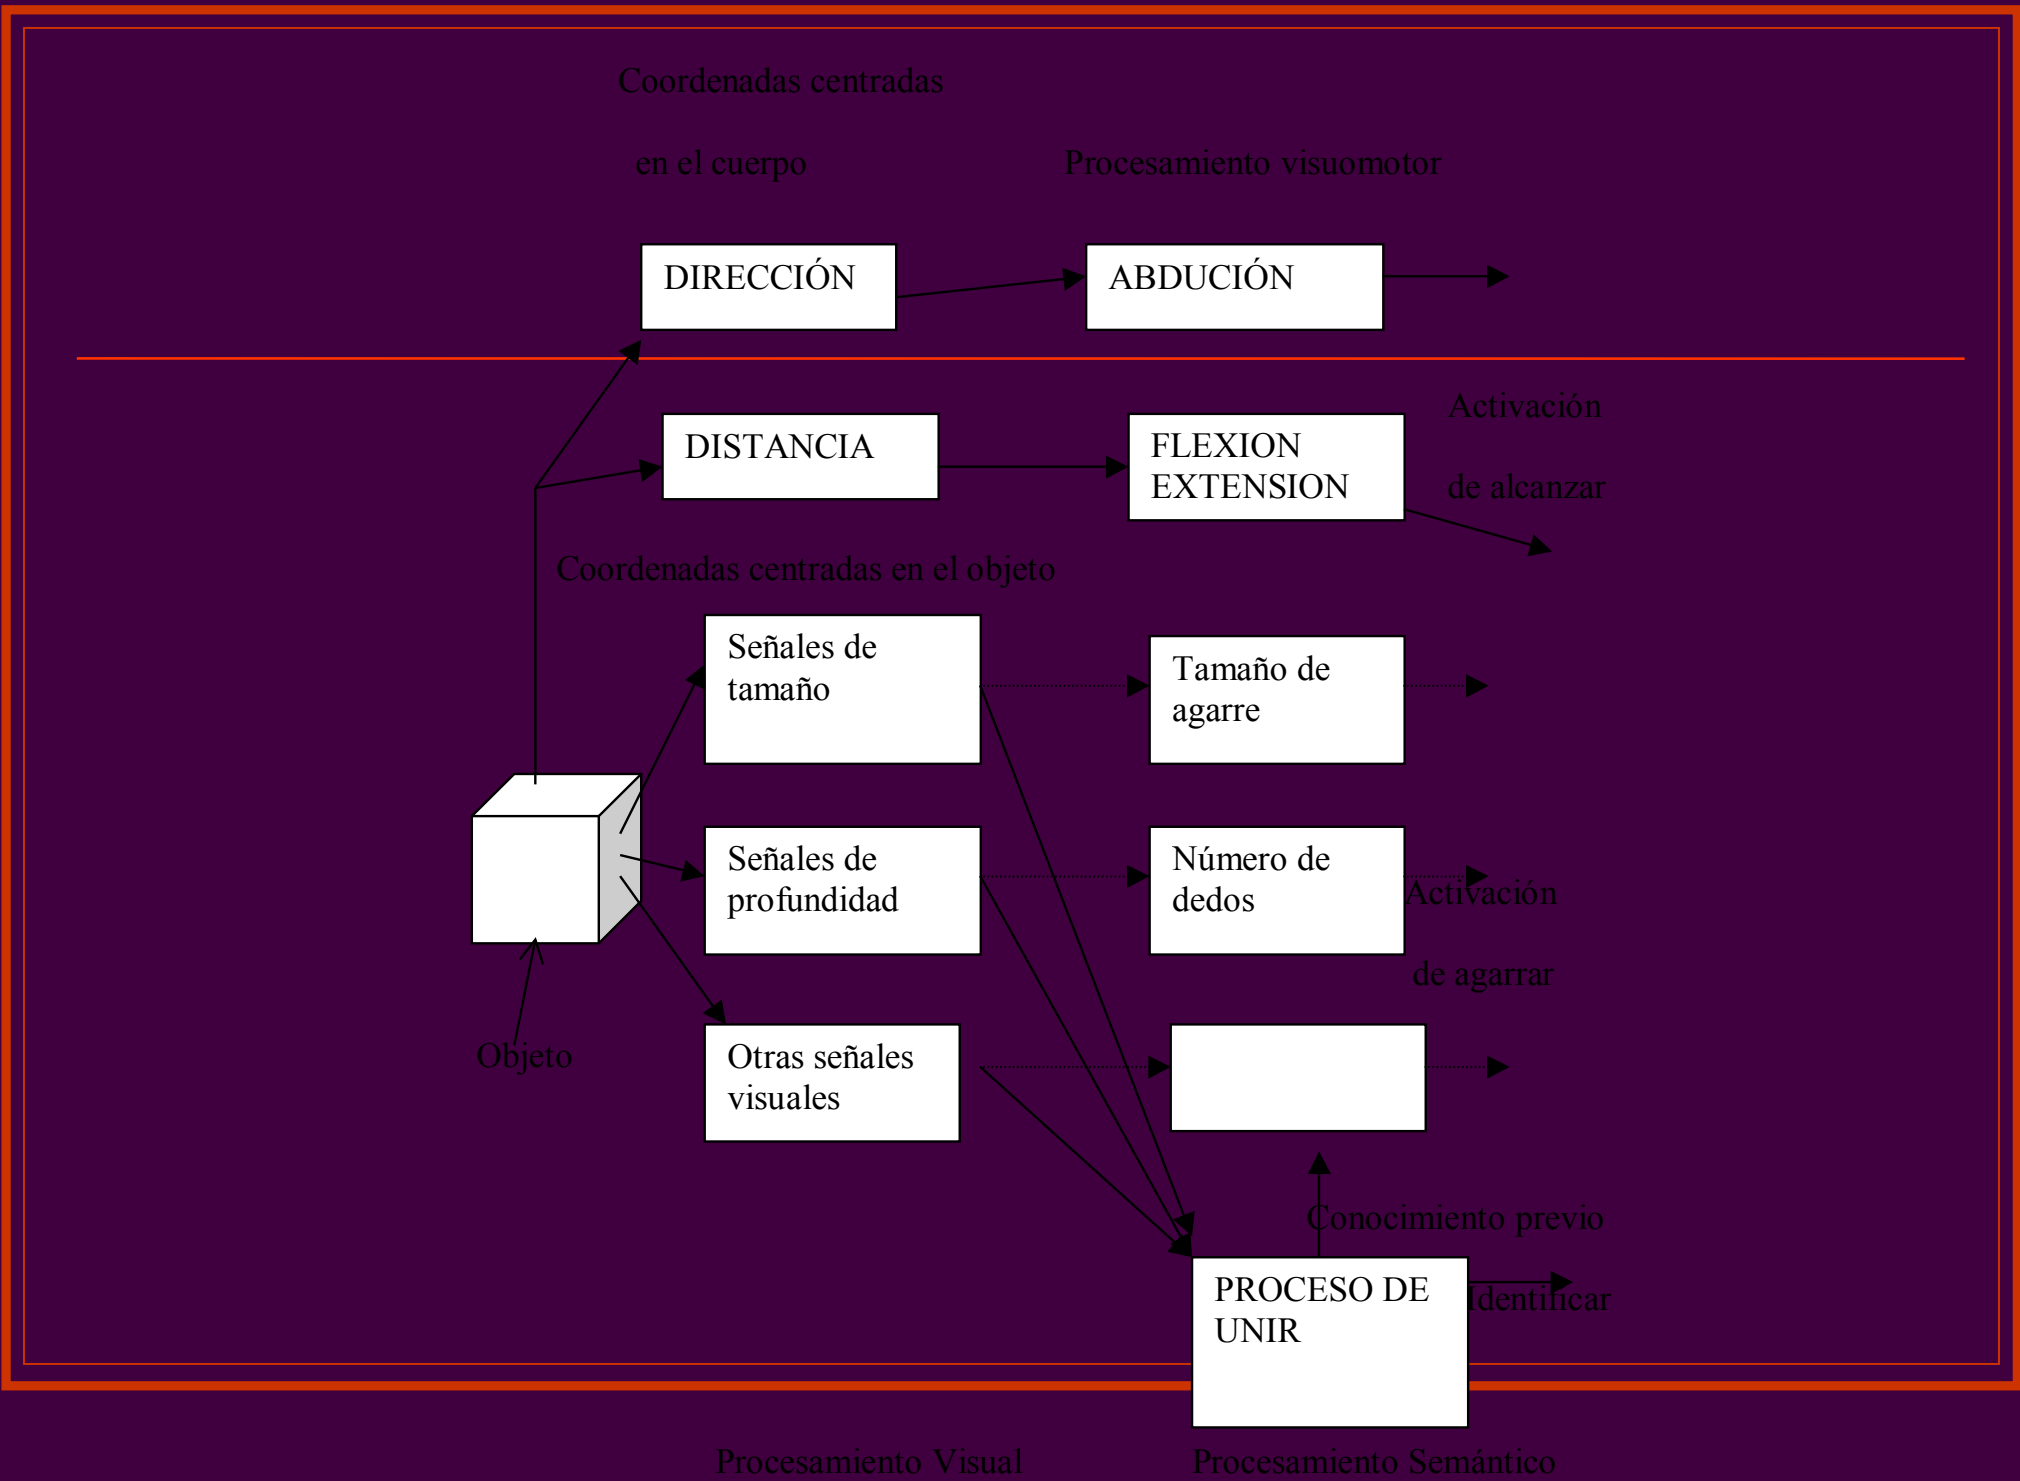 Coordenadas centradas
en el cuerpo
Procesamiento visuomotor
DIRECCIÓN
ABDUCIÓN
DISTANCIA
FLEXION
EXTENSION
Activación
de alcanzar
Coordenadas centradas en el objeto
Señales de
tamaño
Tamaño de
agarre
Señales de
profundidad
Número de
dedos
Activación
de agarrar
Objeto
Otras señales
visuales
Conocimiento previo
PROCESO DE
UNIR
Identificar
Procesamiento Visual
Procesamiento Semántico